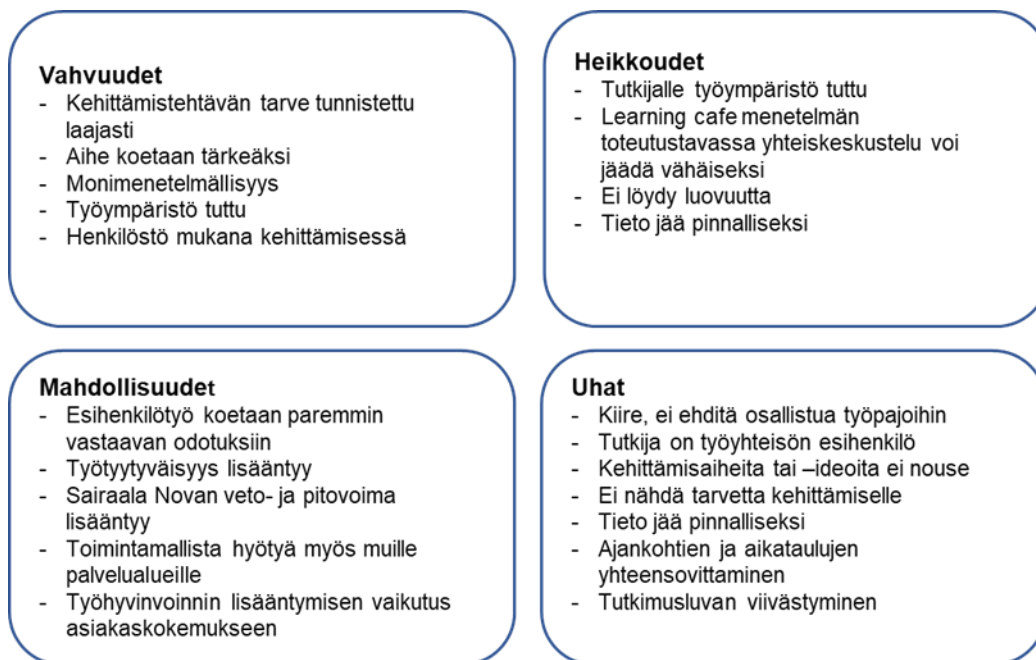 Vahvuudet
- Kehittämistehtävän tarve tunnistettu
laajasti
- Aihe koetaan tärkeäksi
- Monimenetelmällisyys
- Työympäristö tuttu
- Henkilöstö mukana kehittämisessä
Heikkoudet
- Tutkijalle työympäristö tuttu
- Learning cafe menetelmän
toteutustavassa yhteiskeskustelu voi
jäädä vähäiseksi
- Ei löydy luovuutta
- Tieto jää pinnalliseksi
Mahdollisuudet
- Esihenkilötyö koetaan paremmin
vastaavan odotuksiin
- Työtyytyväisyys lisääntyy
- Sairaala Novan veto- ja pitovoima
lisääntyy
- Toimintamallista hyötyä myös muille
palvelualueille
- Työhyvinvoinnin lisääntymisen vaikutus
asiakaskokemukseen
Uhat
- Kiire, ei ehditä osallistua työpajoihin
- Tutkija on työyhteisön esihenkilö
- Kehittämisaiheita tai –ideoita ei nouse
- Ei nähdä tarvetta kehittämiselle
- Tieto jää pinnalliseksi
- Ajankohtien ja aikataulujen
yhteensovittaminen
- Tutkimusluvan viivästyminen